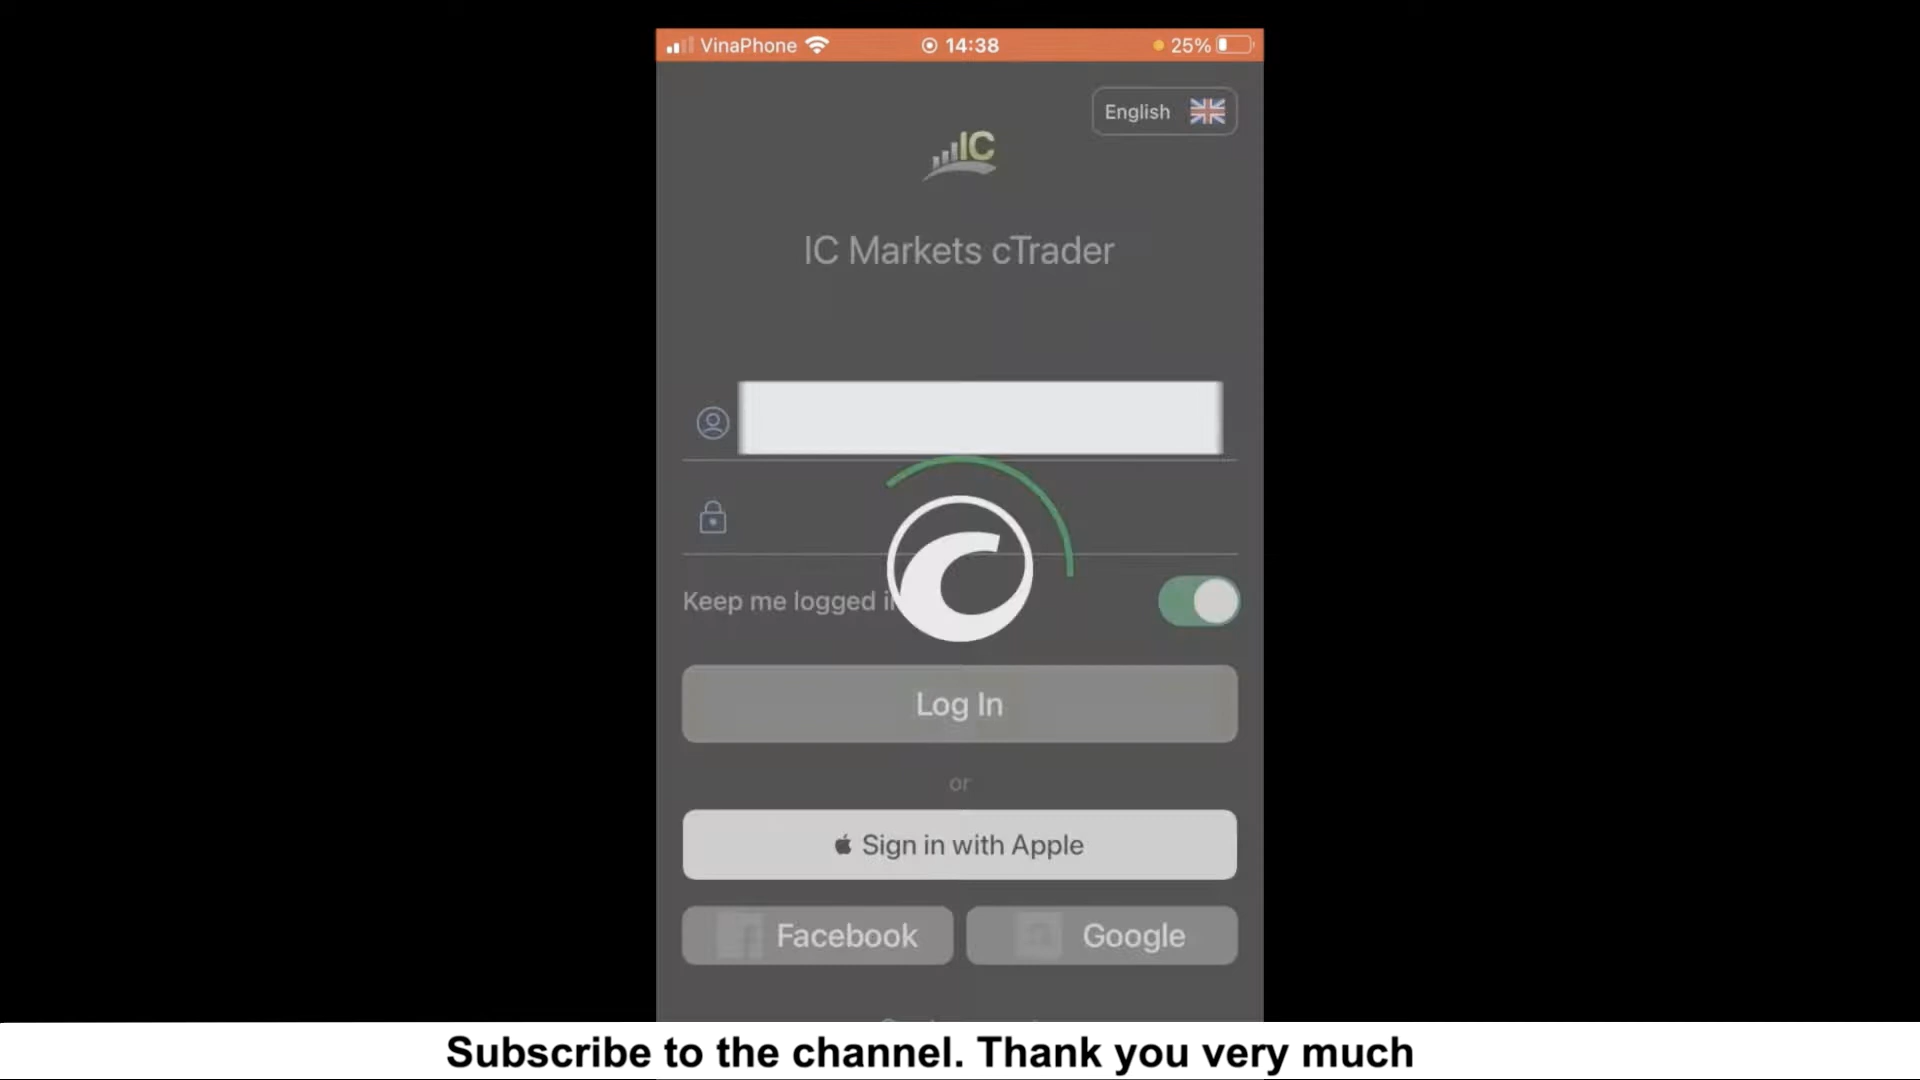 VinaPhone 14:38 25%
English
IC
IC Markets cTrader
Keep me logged i
Log In
or
Sign in with Apple
Facebook Google
Subscribe to the channel. Thank you very much